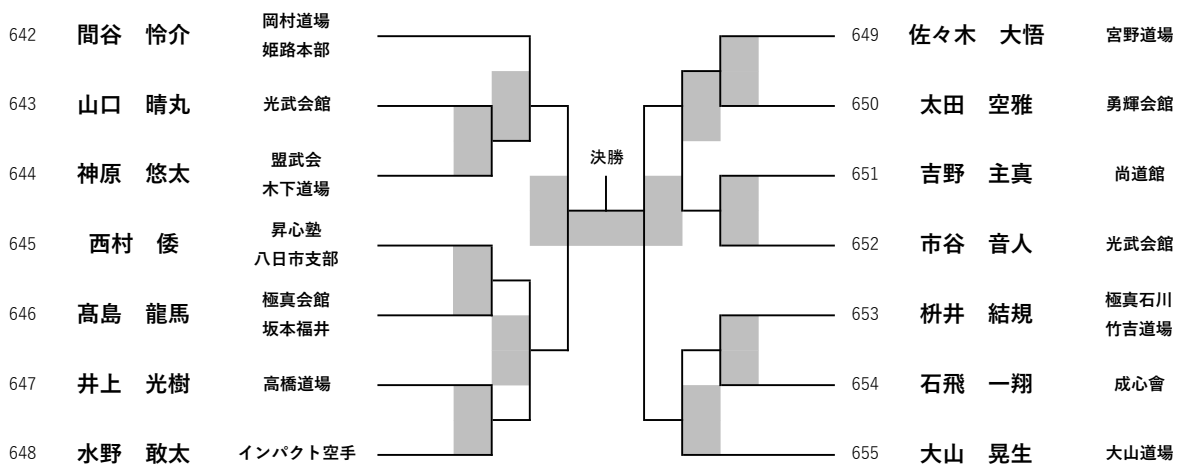 642 間谷　怜介 岡村道場
姫路本部
643 山口　晴丸 光武会館
644 神原　悠太 盟武会
木下道場
645 西村　倭 昇心塾
八日市支部
646 髙島　龍馬 極真会館
坂本福井
647 井上　光樹 高橋道場
648 水野　敢太 インパクト空手
決勝
649 佐々木　大悟 宮野道場
650 太田　空雅 勇輝会館
651 吉野　主真 尚道館
652 市谷　音人 光武会館
653 枡井　結規 極真石川
竹吉道場
654 石飛　一翔 成心會
655 大山　晃生 大山道場